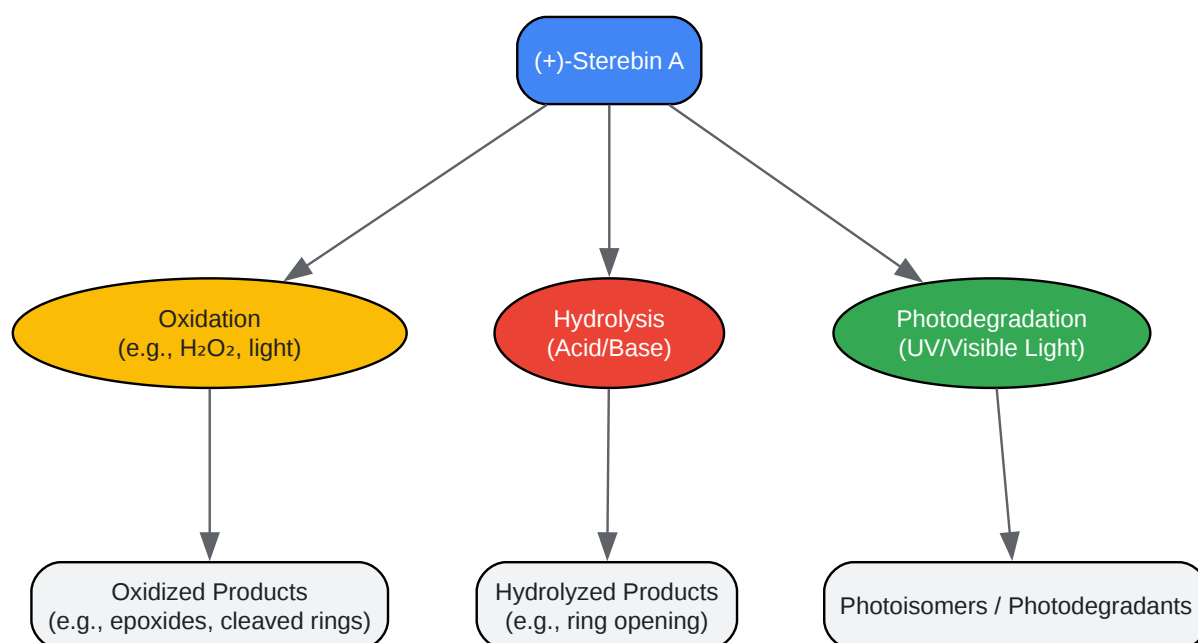 (+)-Sterebin A
Oxidation
(e.g., H₂O₂, light)
Hydrolysis
(Acid/Base)
Photodegradation
(UV/Visible Light)
Oxidized Products
(e.g., epoxides, cleaved rings)
Hydrolyzed Products
(e.g., ring opening)
Photoisomers / Photodegradants